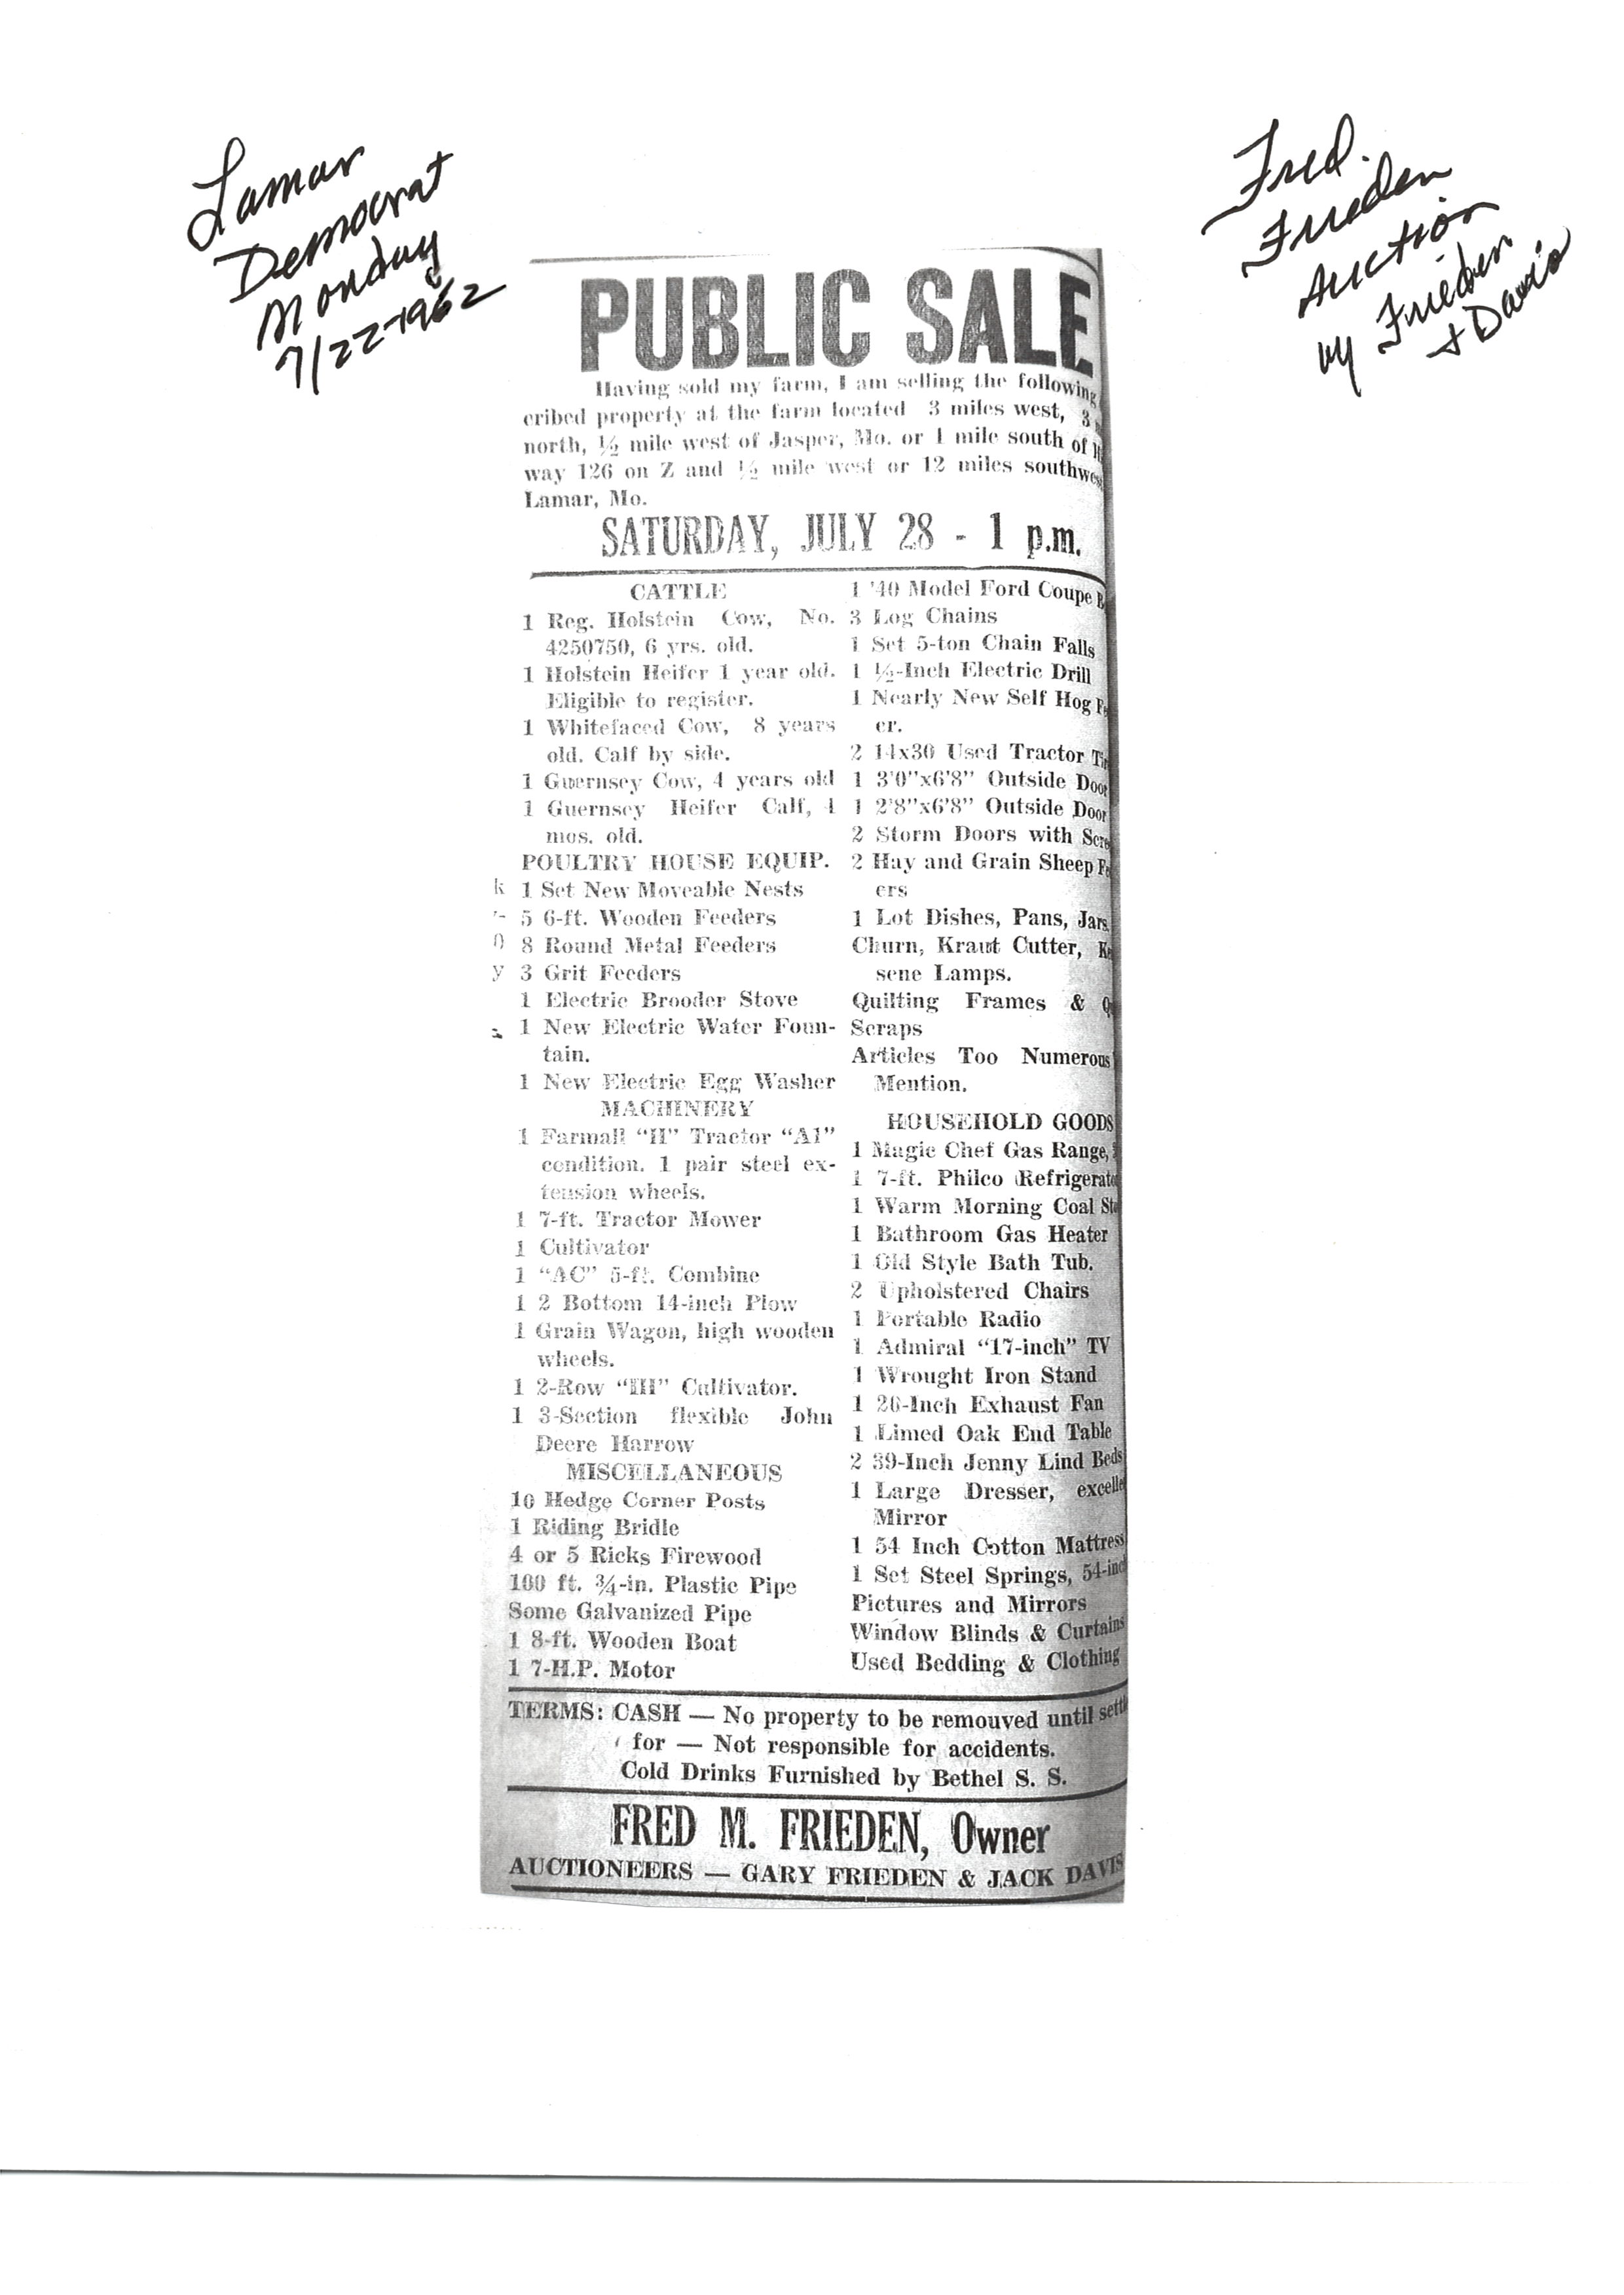 Lamar
Democrat
Monday
7/22-1962
Fred.
Frieden
Auction
by Frieden
+ Davis
PUBLIC SALE
Having sold my farm, I am selling the following
cribed property at the farm located 3 miles west, 3
north, ½ mile west of Jasper, Mo. or 1 mile south of H
way 126 on Z and ½ mile west or 12 miles southwes
Lamar, Mo.
SATURDAY, JULY 28 - 1 p.m.
CATTLE
1 Reg. Holstein Cow, No.
4250750, 6 yrs. old.
1 Holstein Heifer 1 year old.
Eligible to register.
1 Whitefaced Cow, 8 years
old. Calf by side.
1 Guernsey Cow, 4 years old
1 Guernsey Heifer Calf, 4
mos. old.
POULTRY HOUSE EQUIP.
1 Set New Moveable Nests
5 6-ft. Wooden Feeders
8 Round Metal Feeders
3 Grit Feeders
1 Electric Brooder Stove
1 New Electric Water Foun-
tain.
1 New Electric Egg Washer
MACHINERY
1 Farmall "H" Tractor "A1"
condition. 1 pair steel ex-
tension wheels.
1 7-ft. Tractor Mower
1 Cultivator
1 "AC" 5-ft. Combine
1 2 Bottom 14-inch Plow
1 Grain Wagon, high wooden
wheels.
1 2-Row "IH" Cultivator.
1 3-Section flexible John
Deere Harrow
MISCELLANEOUS
10 Hedge Corner Posts
1 Riding Bridle
4 or 5 Ricks Firewood
100 ft. ¾-in. Plastic Pipe
Some Galvanized Pipe
1 8-ft. Wooden Boat
1 7-H.P. Motor
1 '40 Model Ford Coupe B
3 Log Chains
1 Set 5-ton Chain Falls
1 ½-Inch Electric Drill
1 Nearly New Self Hog Fe
er.
2 14x30 Used Tractor Tir
1 3'0"x6'8" Outside Door
1 2'8"x6'8" Outside Door
2 Storm Doors with Scre
2 Hay and Grain Sheep Fe
ers
1 Lot Dishes, Pans, Jars,
Churn, Kraut Cutter, Ke
sene Lamps.
Quilting Frames & Qu
Scraps
Articles Too Numerous
Mention.
HOUSEHOLD GOODS
1 Magic Chef Gas Range,
1 7-ft. Philco Refrigerato
1 Warm Morning Coal Sto
1 Bathroom Gas Heater
1 Old Style Bath Tub.
2 Upholstered Chairs
1 Portable Radio
1 Admiral "17-inch" TV
1 Wrought Iron Stand
1 26-Inch Exhaust Fan
1 Limed Oak End Table
2 39-Inch Jenny Lind Beds
1 Large Dresser, excelle
Mirror
1 54 Inch Cotton Mattress
1 Set Steel Springs, 54-inc
Pictures and Mirrors
Window Blinds & Curtains
Used Bedding & Clothing
TERMS: CASH — No property to be remouved until settl
for — Not responsible for accidents.
Cold Drinks Furnished by Bethel S. S.
FRED M. FRIEDEN, Owner
AUCTIONEERS — GARY FRIEDEN & JACK DAVIS